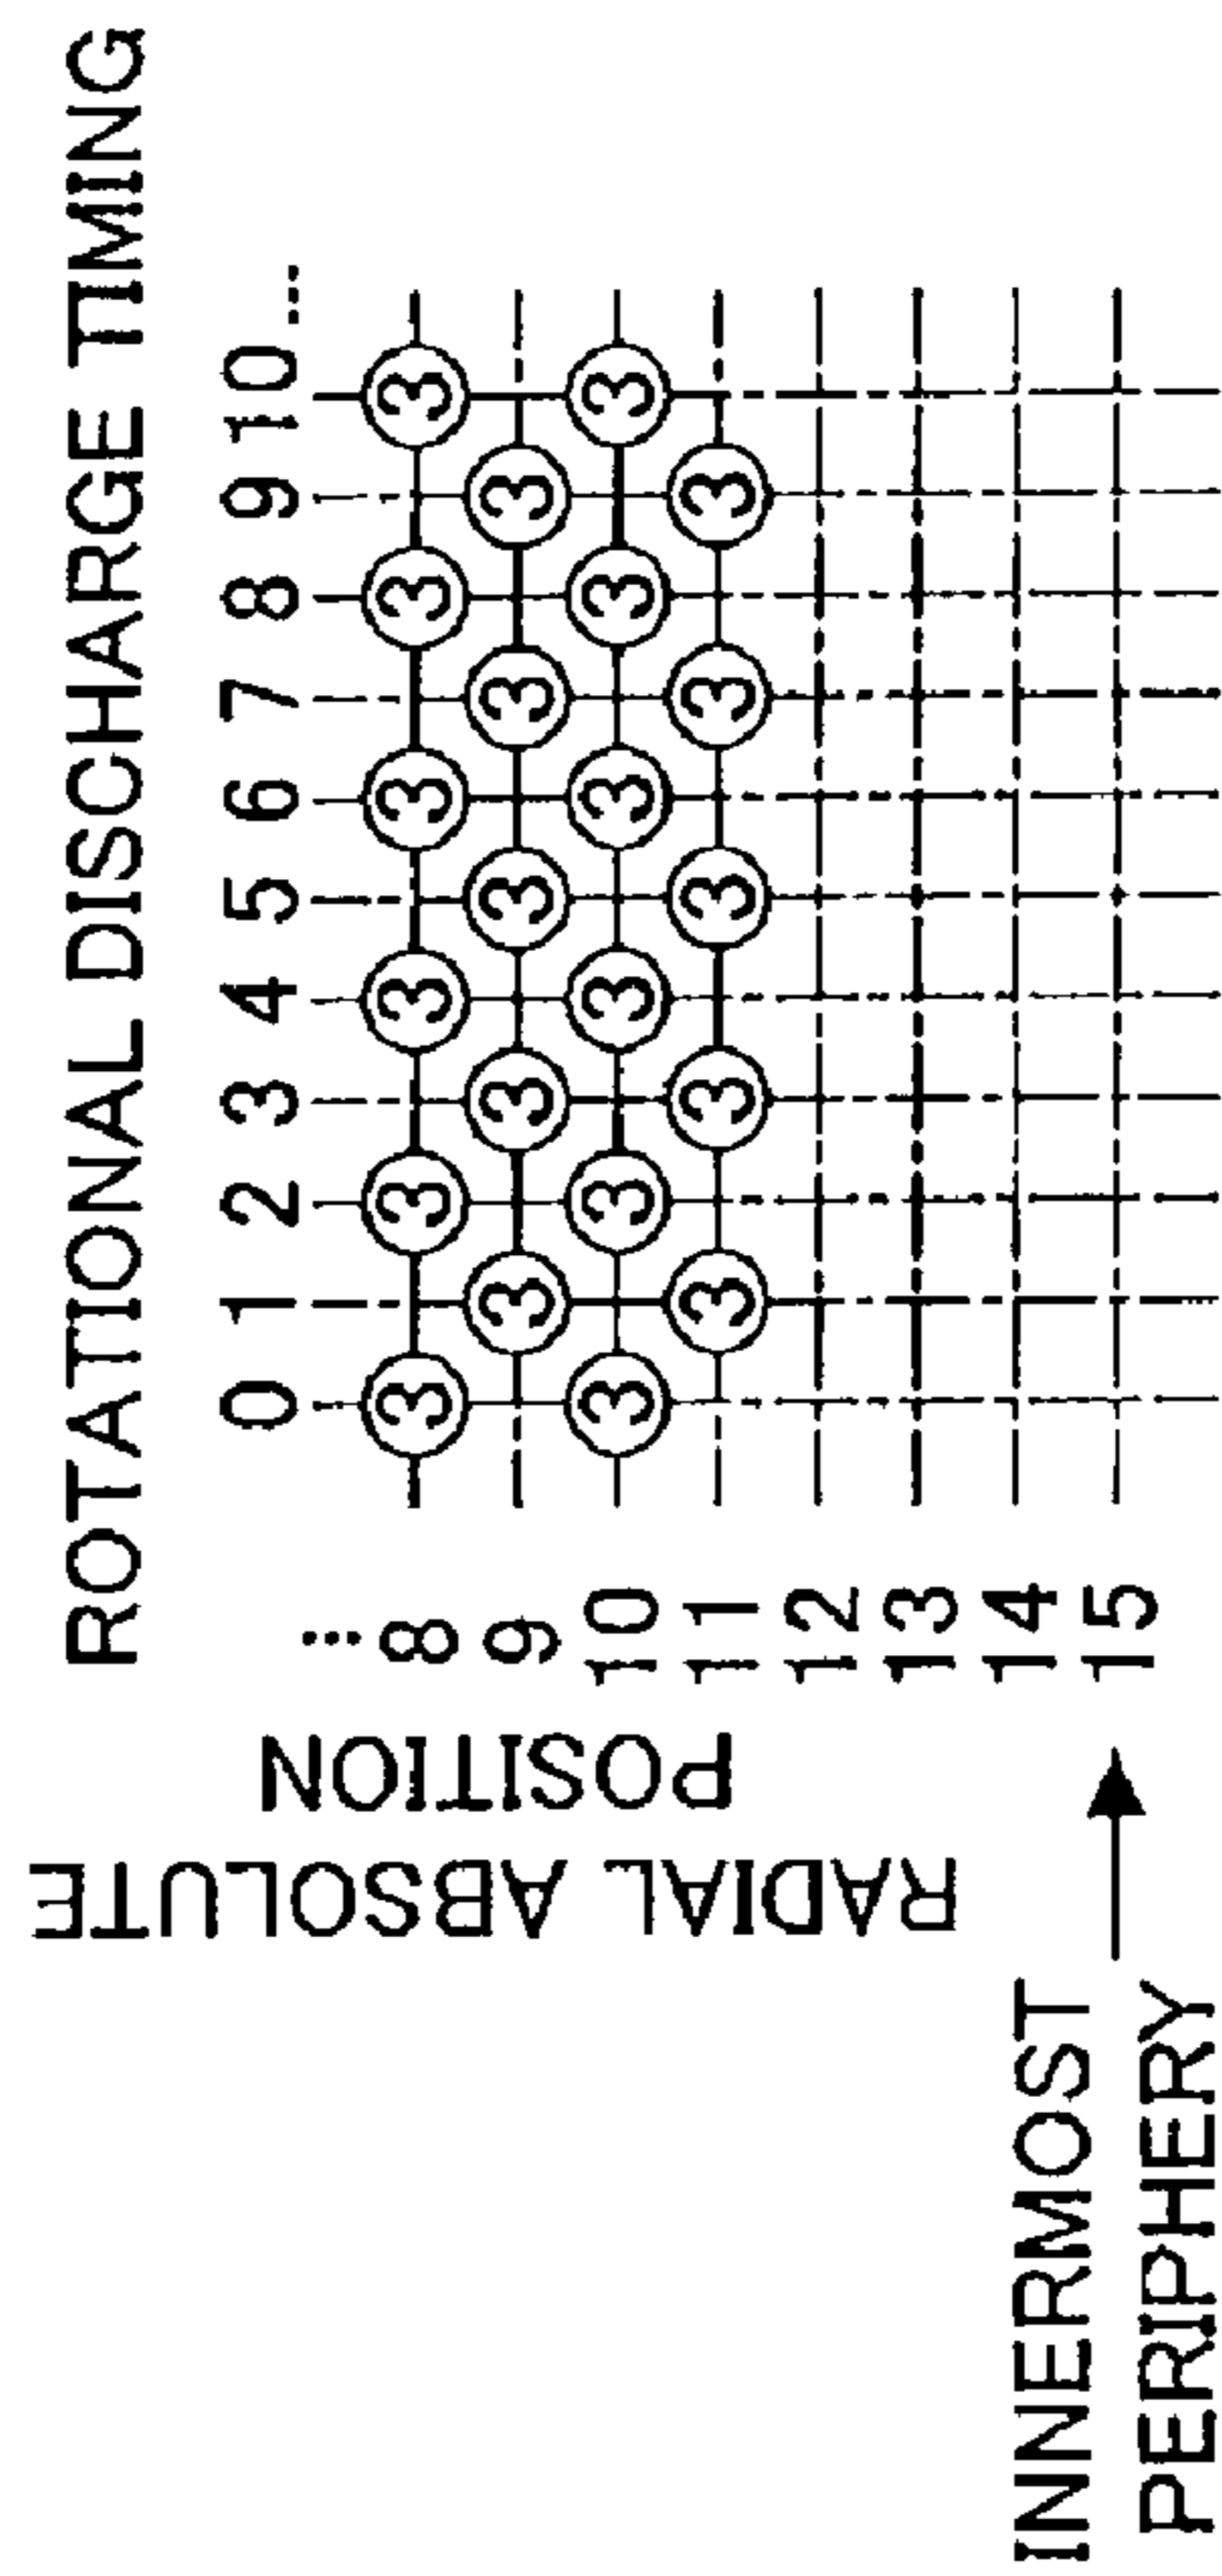 ROTATIONAL DISCHARGE TIMING
0 1 2 3 4 5 6 7 8 9 10 ...
RADIAL ABSOLUTE
POSITION
...
8 3 3 3 3 3 3
9 3 3 3 3 3
10 3 3 3 3 3 3
11 3 3 3 3 3
12
13
14
15
INNERMOST
PERIPHERY